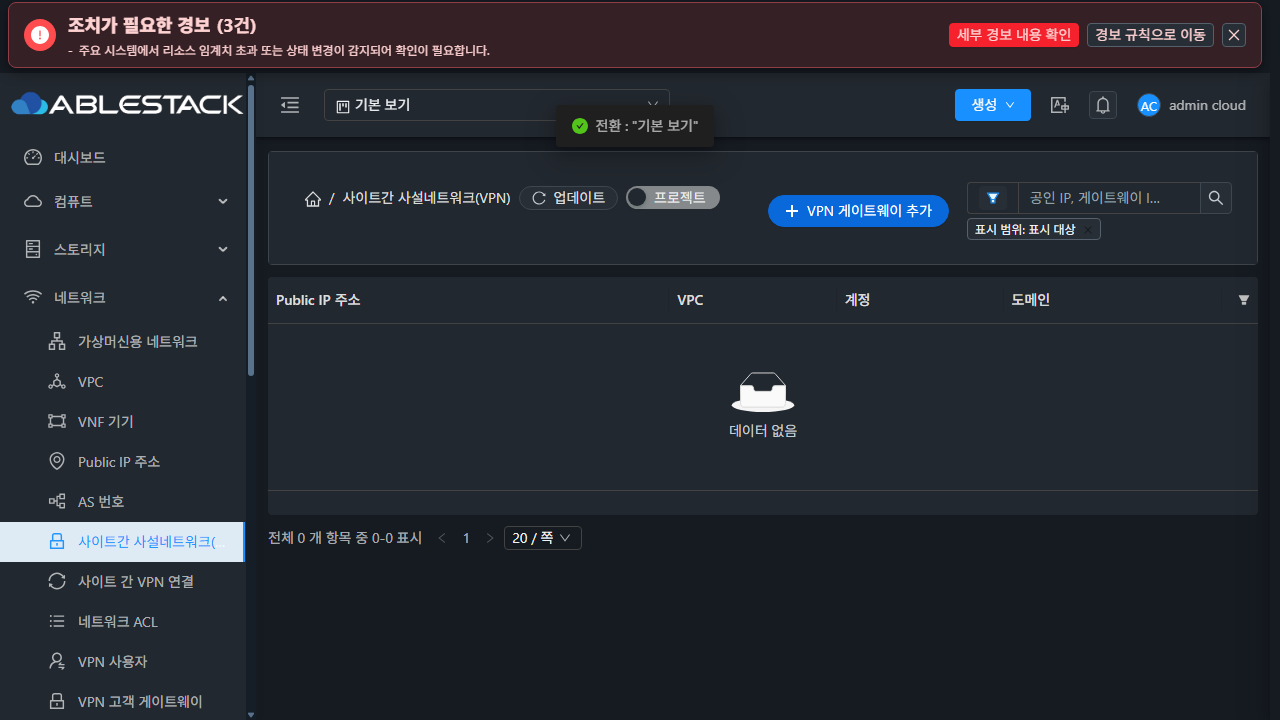 조치가 필요한 경보 (3건)
- 주요 시스템에서 리소스 임계치 초과 또는 상태 변경이 감지되어 확인이 필요합니다.
세부 경보 내용 확인
경보 규칙으로 이동
ABLESTACK
기본 보기
전환 : "기본 보기"
생성
AC
admin cloud
대시보드
컴퓨트
스토리지
네트워크
가상머신용 네트워크
VPC
VNF 기기
Public IP 주소
AS 번호
사이트간 사설네트워크(
사이트 간 VPN 연결
네트워크 ACL
VPN 사용자
VPN 고객 게이트웨이
/ 사이트간 사설네트워크(VPN)
업데이트
프로젝트
VPN 게이트웨이 추가
공인 IP, 게이트웨이 I...
표시 범위: 표시 대상
Public IP 주소 VPC 계정 도메인
데이터 없음
전체 0 개 항목 중 0-0 표시 1 20 / 쪽